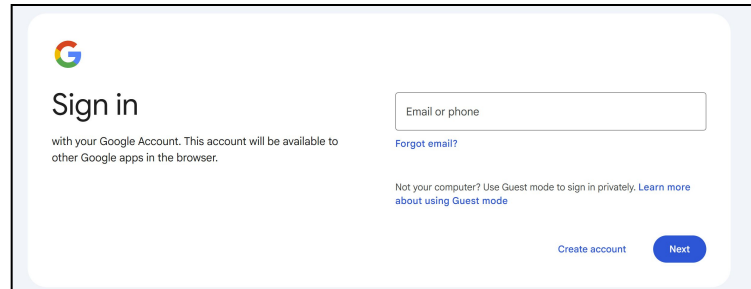 Sign in
with your Google Account. This account will be available to
other Google apps in the browser.
Email or phone
Forgot email?
Not your computer? Use Guest mode to sign in privately. Learn more
about using Guest mode
Create account
Next